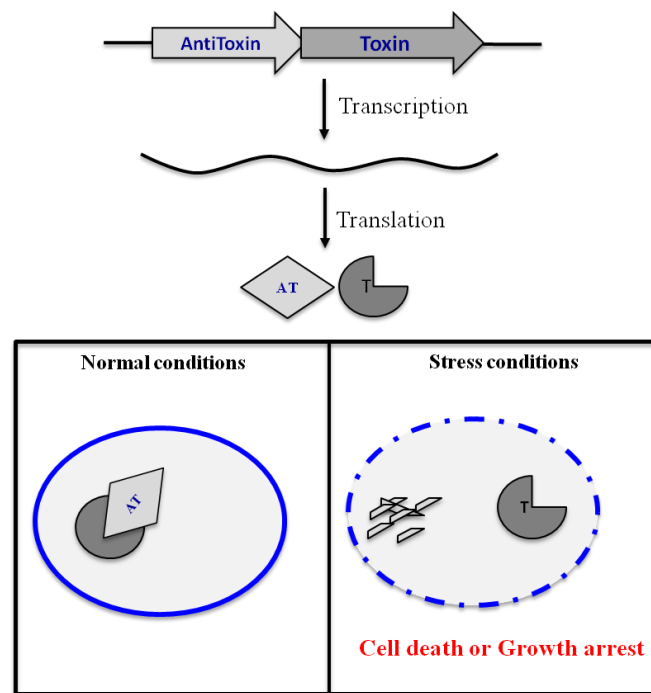 AntiToxin Toxin
Transcription
Translation
AT T
Normal conditions Stress conditions
AT T
Cell death or Growth arrest